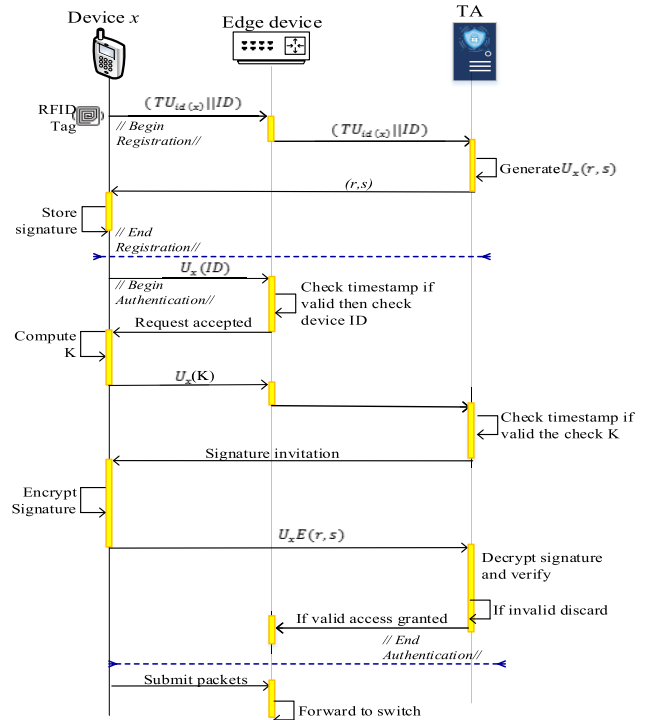 Device x
Edge device
TA
RFID
Tag
(TU_id(x)||ID)
// Begin
Registration//
(TU_id(x)||ID)
Generate U_x(r, s)
(r,s)
Store
signature
// End
Registration//
U_x(ID)
// Begin
Authentication//
Check timestamp if
valid then check
device ID
Request accepted
Compute
K
U_x(K)
Check timestamp if
valid the check K
Signature invitation
Encrypt
Signature
U_xE(r, s)
Decrypt signature
and verify
If invalid discard
If valid access granted
// End
Authentication//
Submit packets
Forward to switch